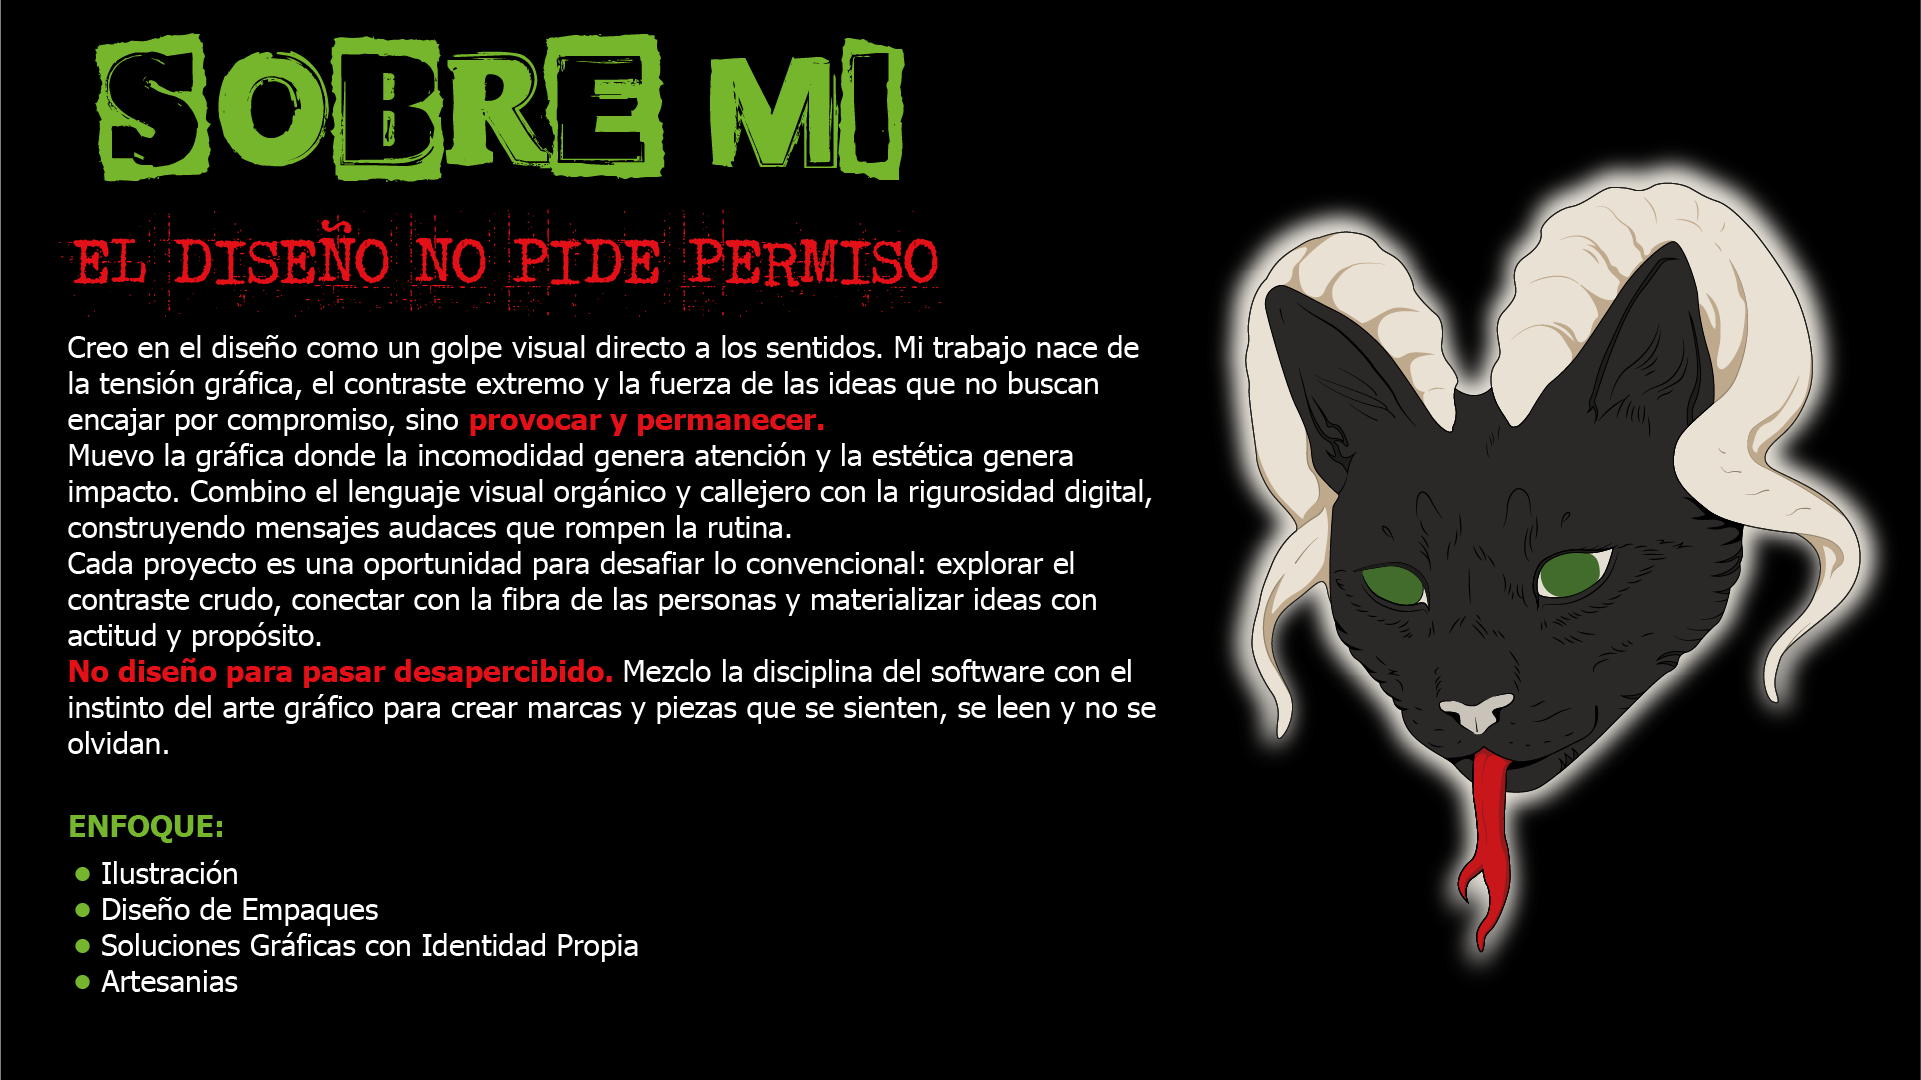 SOBRE MI
EL DISEÑO NO PIDE PERMISO
Creo en el diseño como un golpe visual directo a los sentidos. Mi trabajo nace de
la tensión gráfica, el contraste extremo y la fuerza de las ideas que no buscan
encajar por compromiso, sino provocar y permanecer.
Muevo la gráfica donde la incomodidad genera atención y la estética genera
impacto. Combino el lenguaje visual orgánico y callejero con la rigurosidad digital,
construyendo mensajes audaces que rompen la rutina.
Cada proyecto es una oportunidad para desafiar lo convencional: explorar el
contraste crudo, conectar con la fibra de las personas y materializar ideas con
actitud y propósito.
No diseño para pasar desapercibido. Mezclo la disciplina del software con el
instinto del arte gráfico para crear marcas y piezas que se sienten, se leen y no se
olvidan.
ENFOQUE:
● Ilustración
● Diseño de Empaques
● Soluciones Gráficas con Identidad Propia
● Artesanias